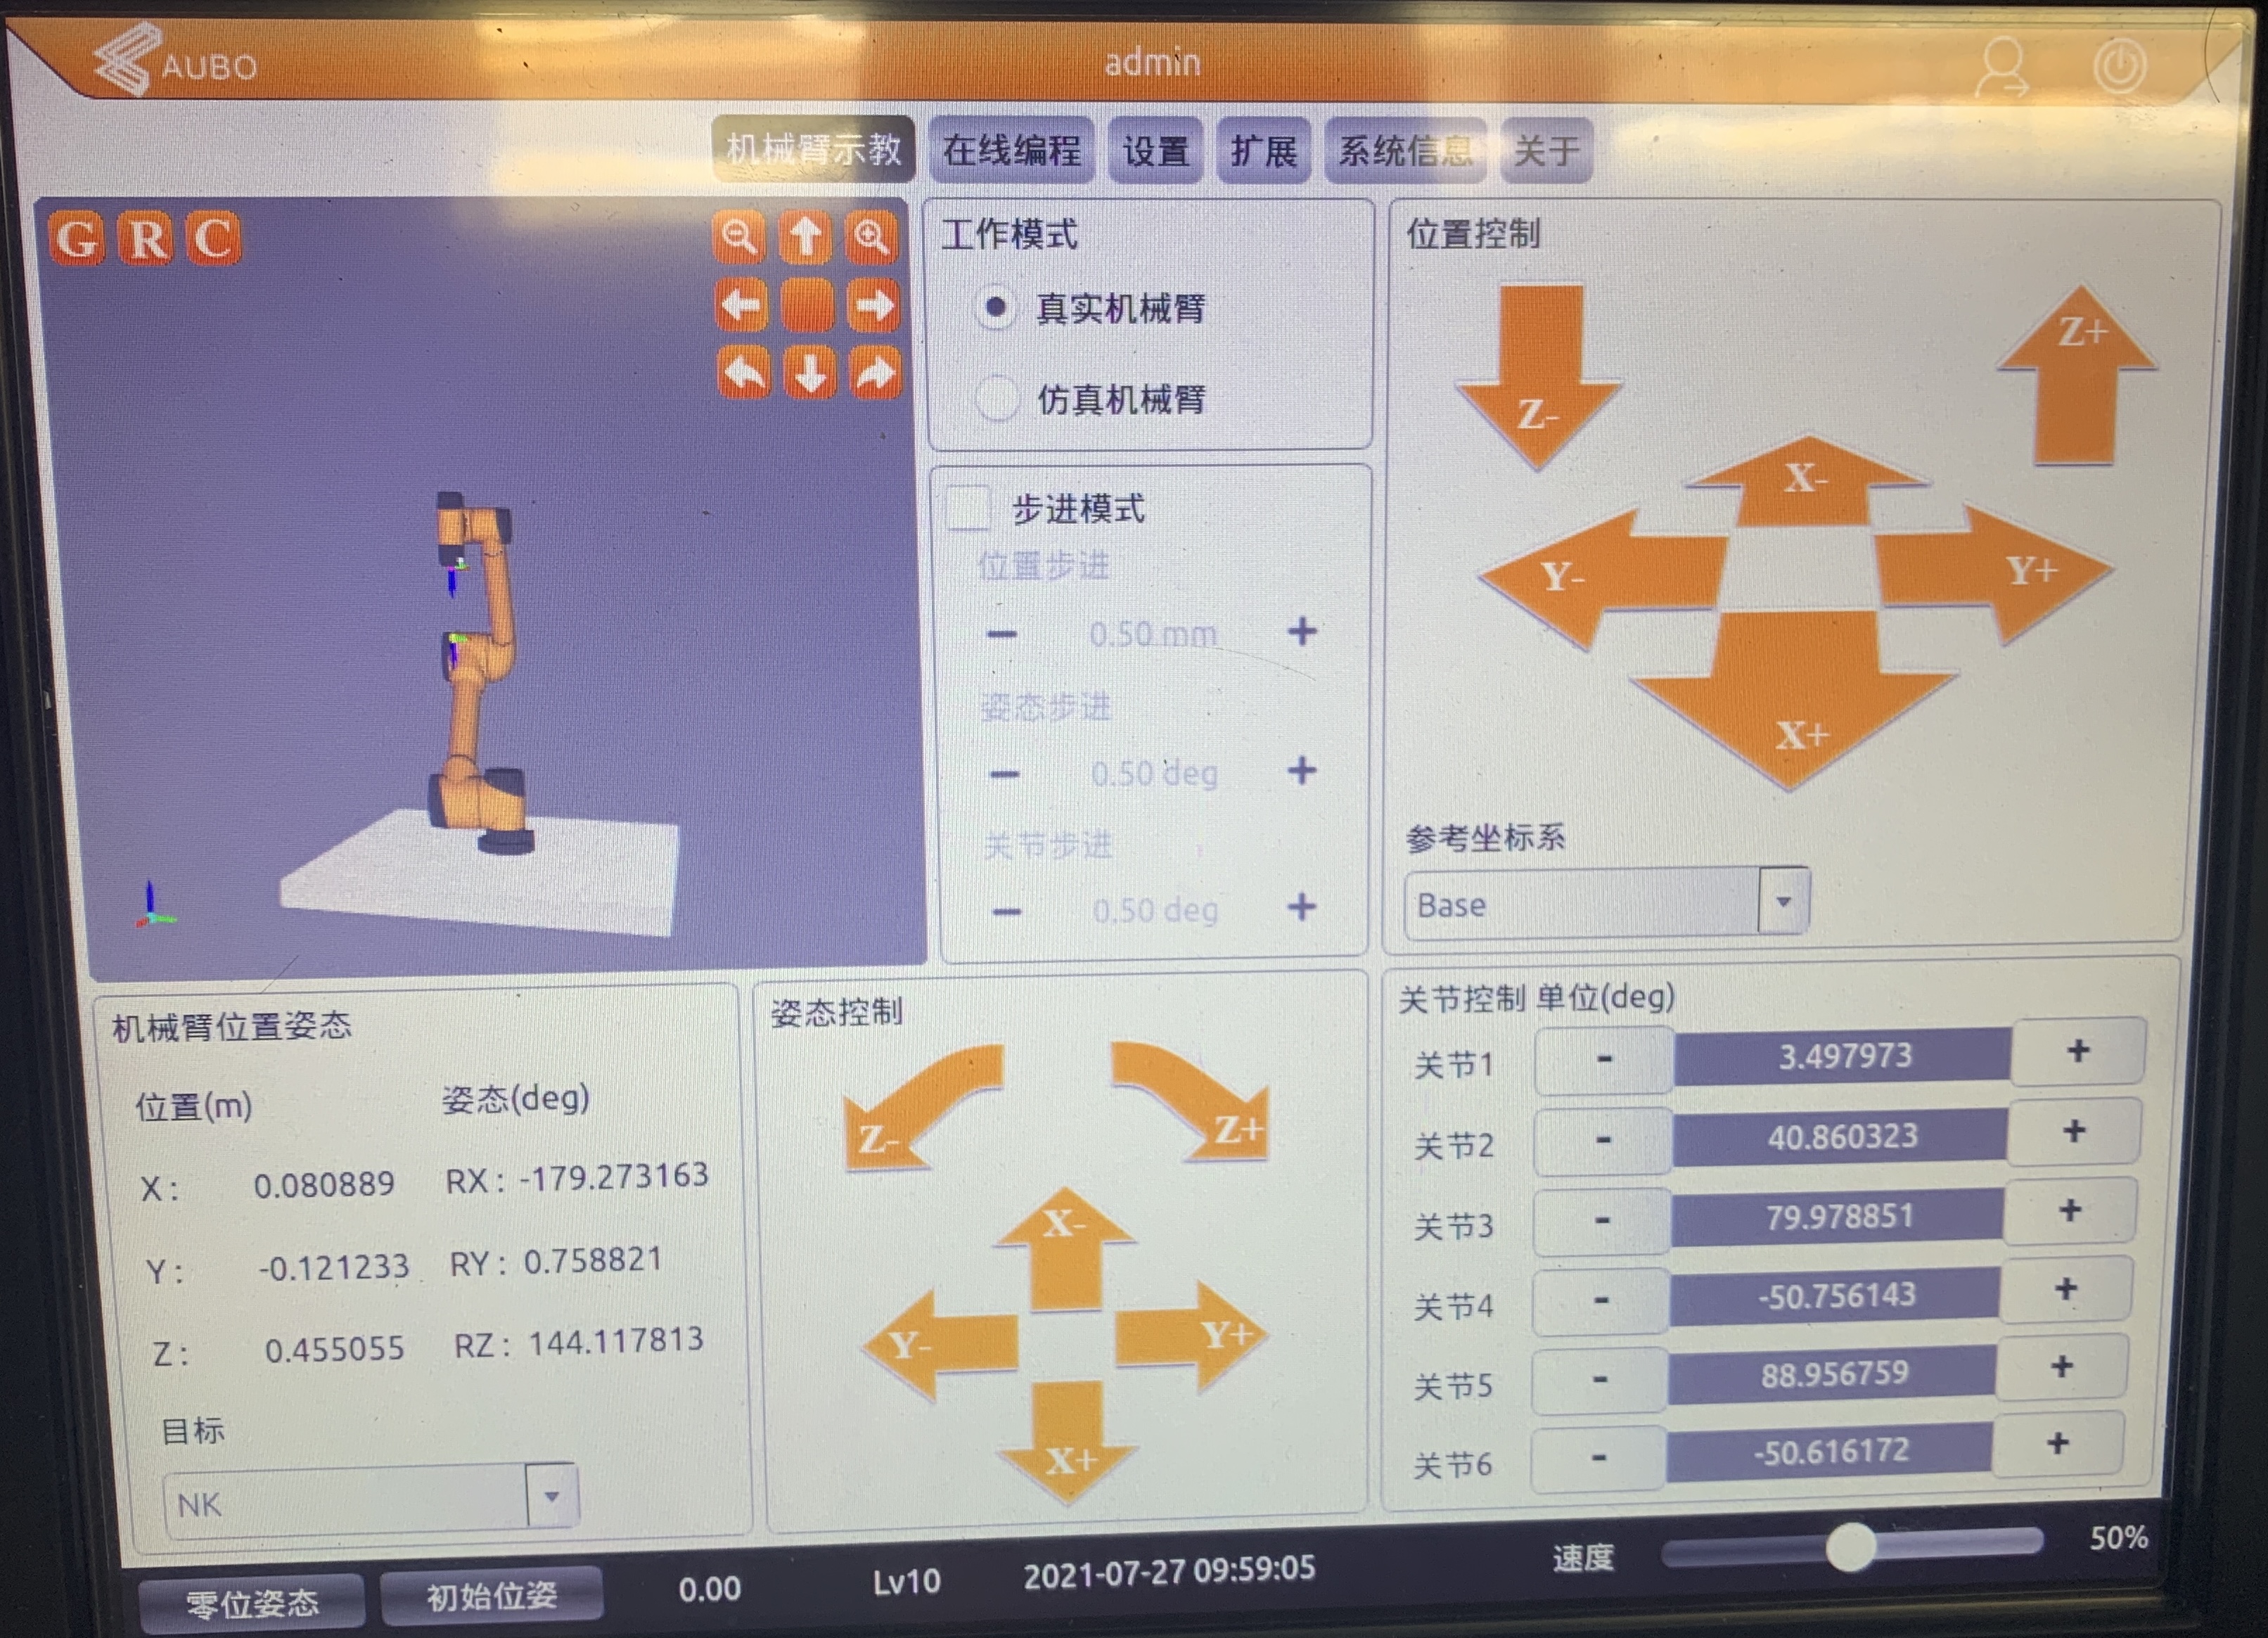 AUBO
admin
机械臂示教 在线编程 设置 扩展 系统信息 关于
G R C
工作模式
真实机械臂
仿真机械臂
步进模式
位置步进
- 0.50 mm +
姿态步进
- 0.50 deg +
关节步进
- 0.50 deg +
位置控制
Z-
Z+
X-
Y-
Y+
X+
参考坐标系
Base
机械臂位置姿态
位置(m) 姿态(deg)
X: 0.080889 RX: -179.273163
Y: -0.121233 RY: 0.758821
Z: 0.455055 RZ: 144.117813
目标
NK
姿态控制
Z- Z+
X-
Y- Y+
X+
关节控制 单位(deg)
关节1 - 3.497973 +
关节2 - 40.860323 +
关节3 - 79.978851 +
关节4 - -50.756143 +
关节5 - 88.956759 +
关节6 - -50.616172 +
零位姿态 初始位姿 0.00 Lv10 2021-07-27 09:59:05 速度 50%